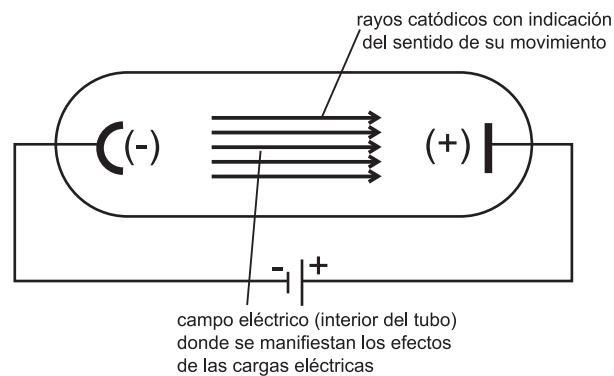 rayos catódicos con indicación
del sentido de su movimiento
(-)
(+)
- +
campo eléctrico (interior del tubo)
donde se manifiestan los efectos
de las cargas eléctricas